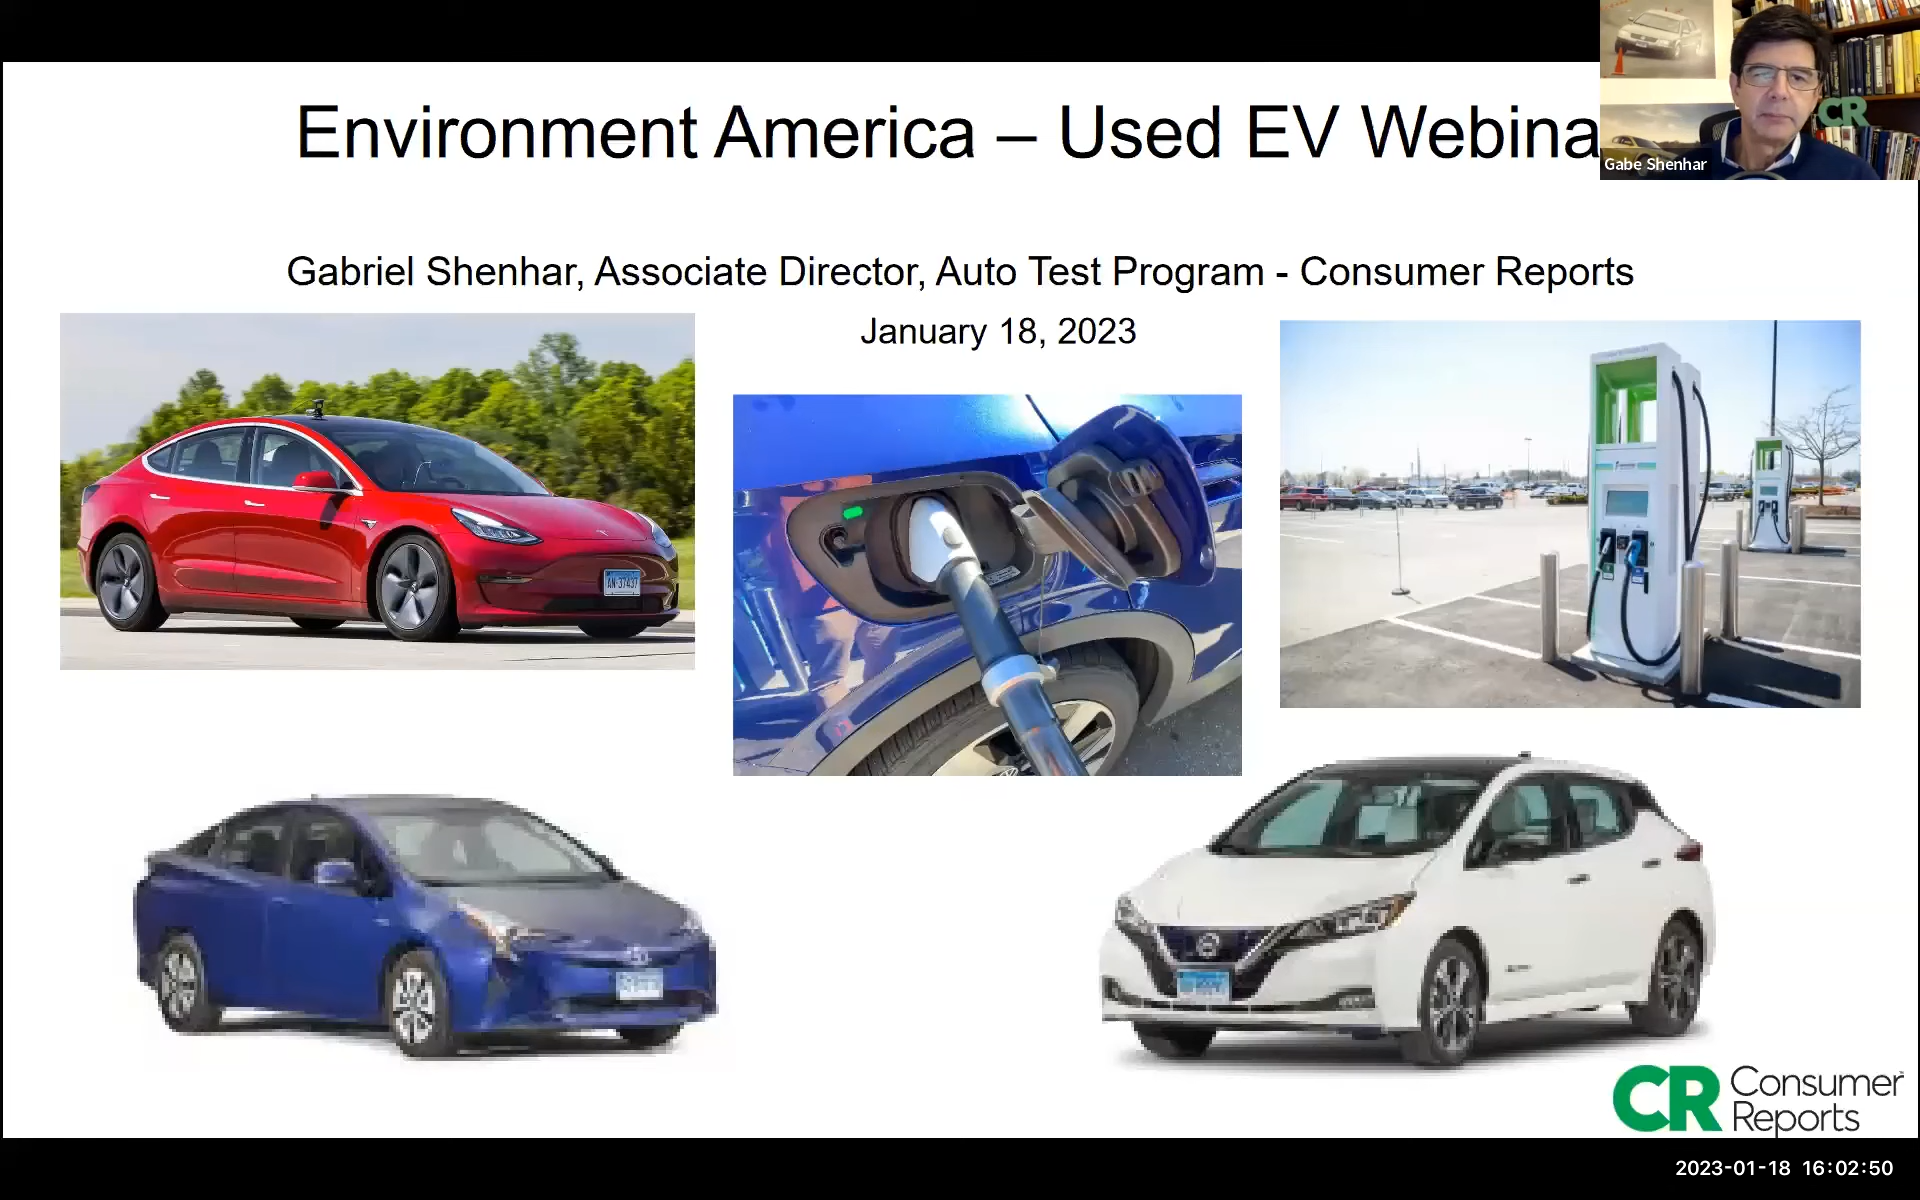 Environment America – Used EV Webina
Gabe Shenhar
CR
Gabriel Shenhar, Associate Director, Auto Test Program - Consumer Reports
January 18, 2023
CR Consumer
Reports
2023-01-18 16:02:50